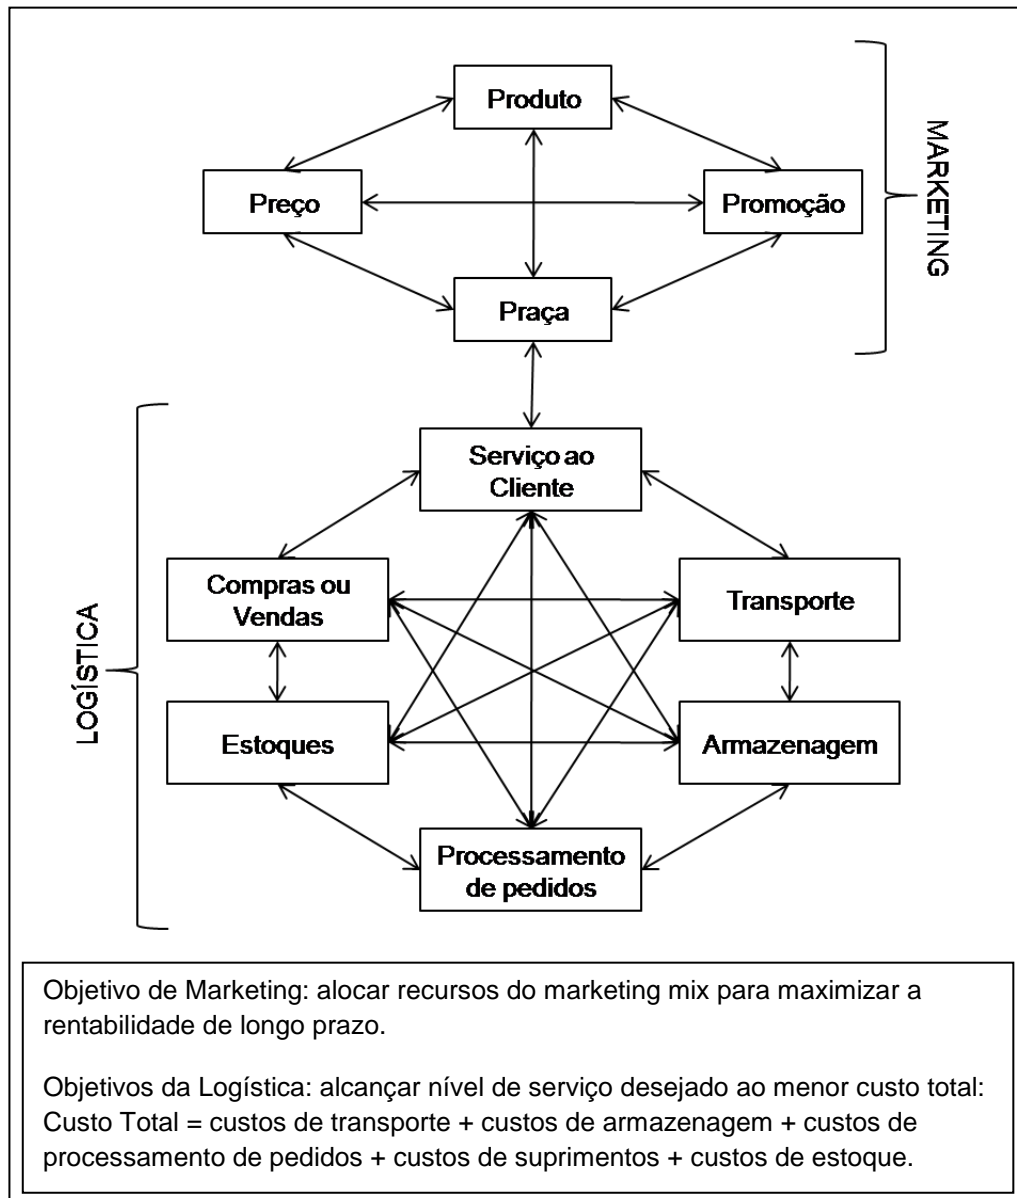 Produto
MARKETING
Preço
Promoção
Praça
LOGÍSTICA
Serviço ao
Cliente
Compras ou
Vendas
Transporte
Estoques
Armazenagem
Processamento
de pedidos
Objetivo de Marketing: alocar recursos do marketing mix para maximizar a
rentabilidade de longo prazo.
Objetivos da Logística: alcançar nível de serviço desejado ao menor custo total:
Custo Total = custos de transporte + custos de armazenagem + custos de
processamento de pedidos + custos de suprimentos + custos de estoque.